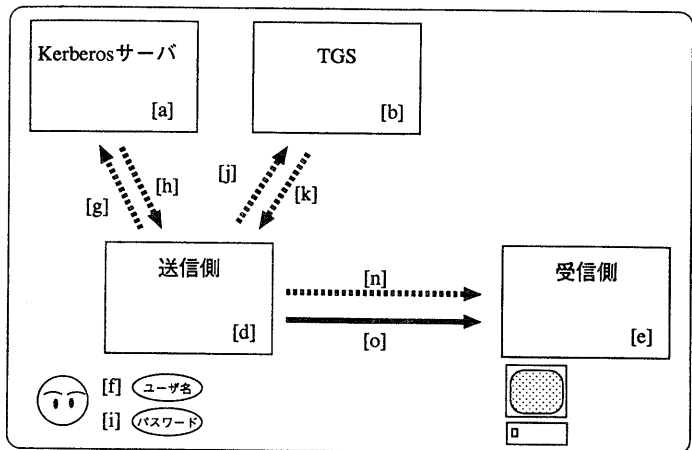 Kerberosサーバ
[a]
TGS
[b]
[g]
[h]
[j]
[k]
送信側
[d]
[n]
[o]
受信側
[e]
[f] ユーザ名
[i] パスワード